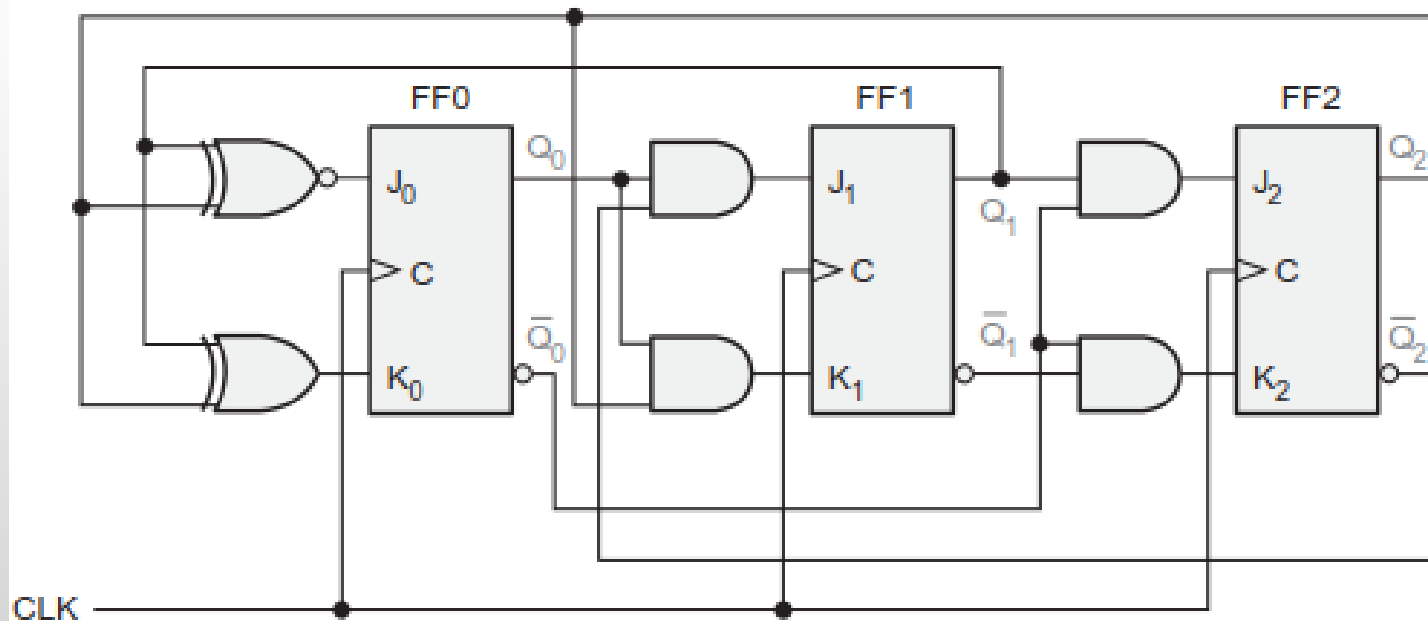 FF0 FF1 FF2
Q0 Q2
J0 J1 J2
Q1
C C C
Q̅0 Q̅1 Q̅2
K0 K1 K2
CLK